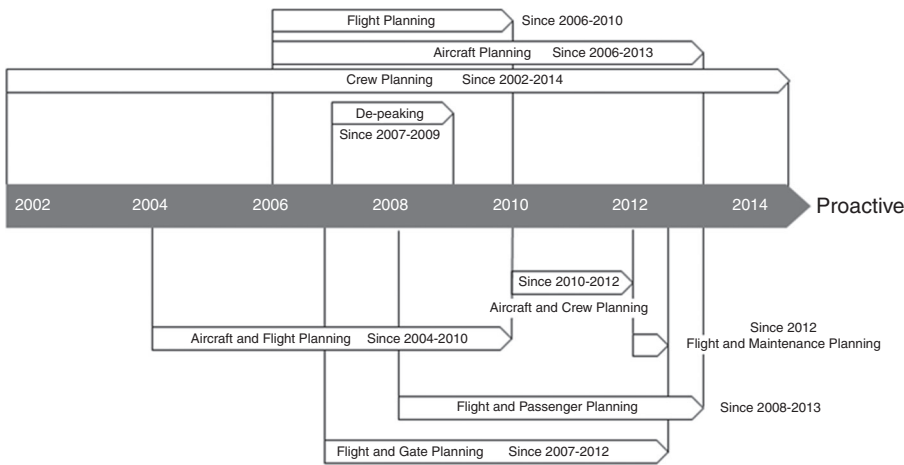 Flight Planning Since 2006-2010
Aircraft Planning Since 2006-2013
Crew Planning Since 2002-2014
De-peaking
Since 2007-2009
2002 2004 2006 2008 2010 2012 2014 Proactive
Since 2010-2012
Aircraft and Crew Planning
Aircraft and Flight Planning Since 2004-2010
Since 2012
Flight and Maintenance Planning
Flight and Passenger Planning Since 2008-2013
Flight and Gate Planning Since 2007-2012